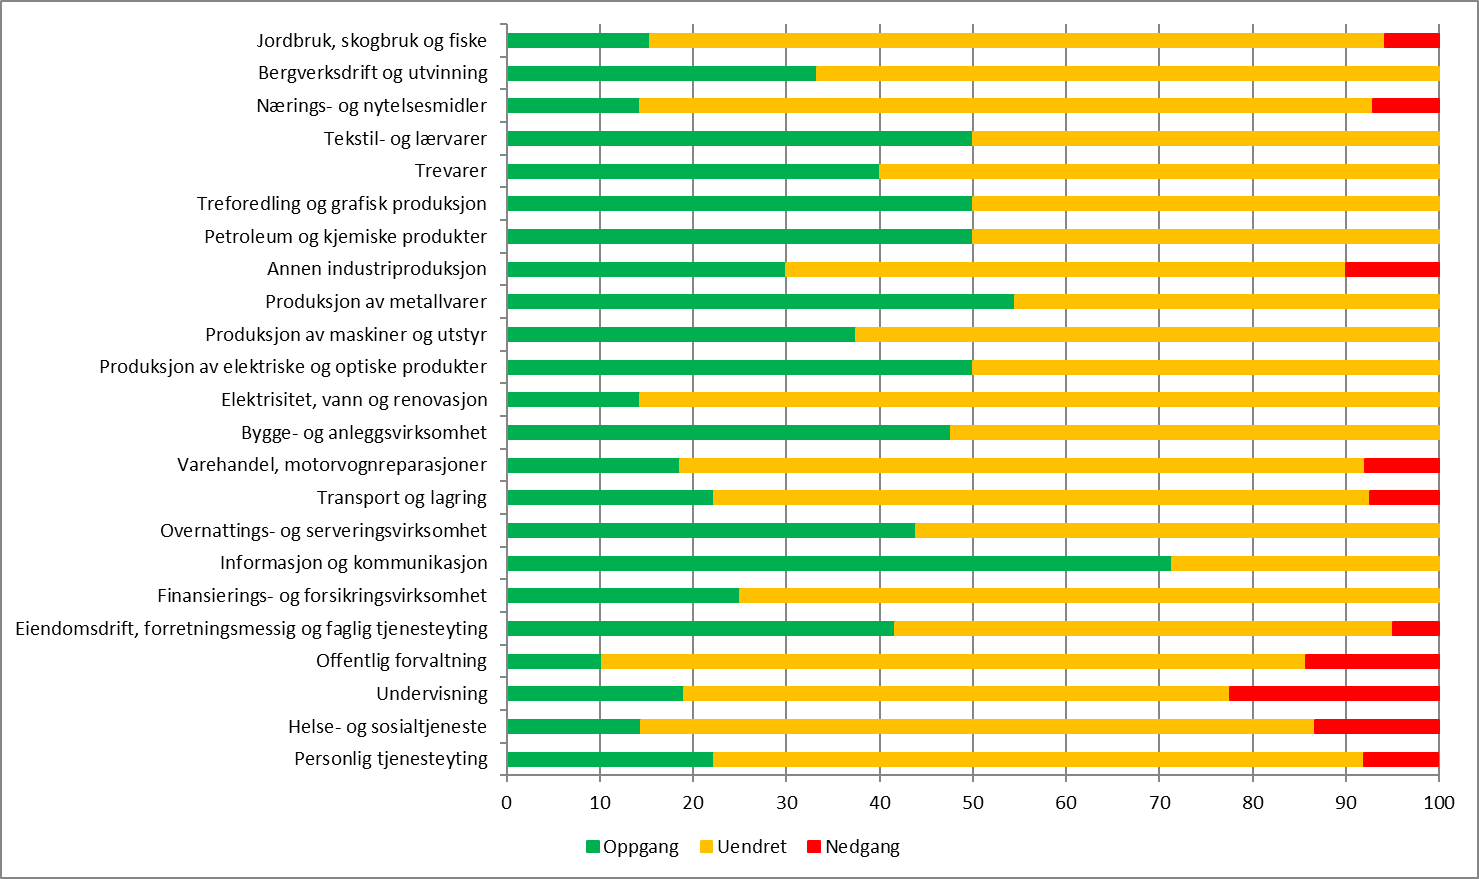 Jordbruk, skogbruk og fiske
Bergverksdrift og utvinning
Nærings- og nytelsesmidler
Tekstil- og lærvarer
Trevarer
Treforedling og grafisk produksjon
Petroleum og kjemiske produkter
Annen industriproduksjon
Produksjon av metallvarer
Produksjon av maskiner og utstyr
Produksjon av elektriske og optiske produkter
Elektrisitet, vann og renovasjon
Bygge- og anleggsvirksomhet
Varehandel, motorvognreparasjoner
Transport og lagring
Overnattings- og serveringsvirksomhet
Informasjon og kommunikasjon
Finansierings- og forsikringsvirksomhet
Eiendomsdrift, forretningsmessig og faglig tjenesteyting
Offentlig forvaltning
Undervisning
Helse- og sosialtjeneste
Personlig tjenesteyting
0 10 20 30 40 50 60 70 80 90 100
Oppgang Uendret Nedgang